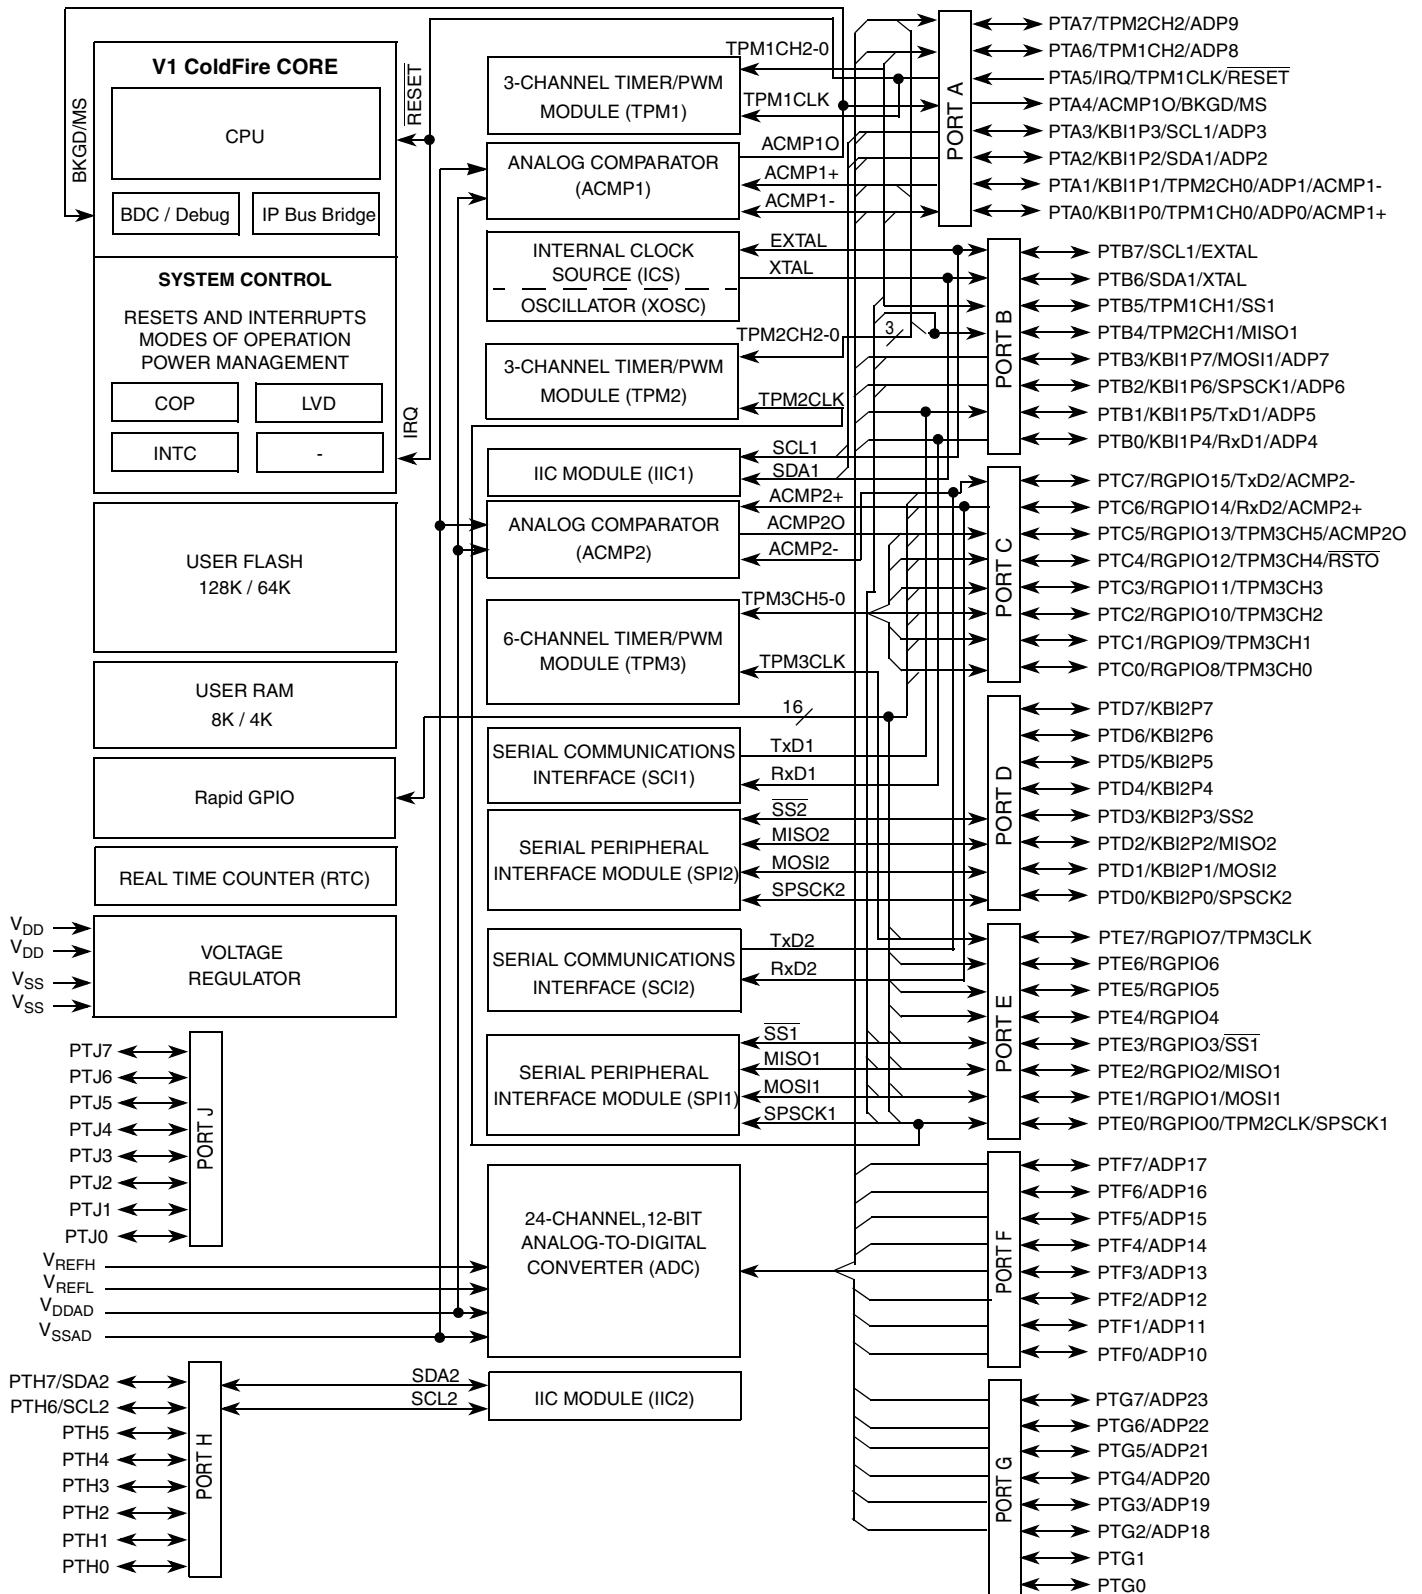 V1 ColdFire CORE
CPU
BDC / Debug
IP Bus Bridge
BKGD/MS
RESET
SYSTEM CONTROL
RESETS AND INTERRUPTS
MODES OF OPERATION
POWER MANAGEMENT
COP
LVD
INTC
-
IRQ
USER FLASH
128K / 64K
USER RAM
8K / 4K
Rapid GPIO
REAL TIME COUNTER (RTC)
VOLTAGE
REGULATOR
VDD
VDD
VSS
VSS
PTJ7
PTJ6
PTJ5
PTJ4
PTJ3
PTJ2
PTJ1
PTJ0
PORT J
VREFH
VREFL
VDDAD
VSSAD
PTH7/SDA2
PTH6/SCL2
PTH5
PTH4
PTH3
PTH2
PTH1
PTH0
PORT H
3-CHANNEL TIMER/PWM
MODULE (TPM1)
TPM1CH2-0
TPM1CLK
ANALOG COMPARATOR
(ACMP1)
ACMP1O
ACMP1+
ACMP1-
INTERNAL CLOCK
SOURCE (ICS)
OSCILLATOR (XOSC)
EXTAL
XTAL
3-CHANNEL TIMER/PWM
MODULE (TPM2)
TPM2CH2-0
3
TPM2CLK
IIC MODULE (IIC1)
SCL1
SDA1
ANALOG COMPARATOR
(ACMP2)
ACMP2+
ACMP2O
ACMP2-
6-CHANNEL TIMER/PWM
MODULE (TPM3)
TPM3CH5-0
TPM3CLK
16
SERIAL COMMUNICATIONS
INTERFACE (SCI1)
TxD1
RxD1
SERIAL PERIPHERAL
INTERFACE MODULE (SPI2)
SS2
MISO2
MOSI2
SPSCK2
SERIAL COMMUNICATIONS
INTERFACE (SCI2)
TxD2
RxD2
SERIAL PERIPHERAL
INTERFACE MODULE (SPI1)
SS1
MISO1
MOSI1
SPSCK1
24-CHANNEL,12-BIT
ANALOG-TO-DIGITAL
CONVERTER (ADC)
IIC MODULE (IIC2)
SDA2
SCL2
PORT A
PTA7/TPM2CH2/ADP9
PTA6/TPM1CH2/ADP8
PTA5/IRQ/TPM1CLK/RESET
PTA4/ACMP1O/BKGD/MS
PTA3/KBI1P3/SCL1/ADP3
PTA2/KBI1P2/SDA1/ADP2
PTA1/KBI1P1/TPM2CH0/ADP1/ACMP1-
PTA0/KBI1P0/TPM1CH0/ADP0/ACMP1+
PORT B
PTB7/SCL1/EXTAL
PTB6/SDA1/XTAL
PTB5/TPM1CH1/SS1
PTB4/TPM2CH1/MISO1
PTB3/KBI1P7/MOSI1/ADP7
PTB2/KBI1P6/SPSCK1/ADP6
PTB1/KBI1P5/TxD1/ADP5
PTB0/KBI1P4/RxD1/ADP4
PORT C
PTC7/RGPIO15/TxD2/ACMP2-
PTC6/RGPIO14/RxD2/ACMP2+
PTC5/RGPIO13/TPM3CH5/ACMP2O
PTC4/RGPIO12/TPM3CH4/RSTO
PTC3/RGPIO11/TPM3CH3
PTC2/RGPIO10/TPM3CH2
PTC1/RGPIO9/TPM3CH1
PTC0/RGPIO8/TPM3CH0
PORT D
PTD7/KBI2P7
PTD6/KBI2P6
PTD5/KBI2P5
PTD4/KBI2P4
PTD3/KBI2P3/SS2
PTD2/KBI2P2/MISO2
PTD1/KBI2P1/MOSI2
PTD0/KBI2P0/SPSCK2
PORT E
PTE7/RGPIO7/TPM3CLK
PTE6/RGPIO6
PTE5/RGPIO5
PTE4/RGPIO4
PTE3/RGPIO3/SS1
PTE2/RGPIO2/MISO1
PTE1/RGPIO1/MOSI1
PTE0/RGPIO0/TPM2CLK/SPSCK1
PORT F
PTF7/ADP17
PTF6/ADP16
PTF5/ADP15
PTF4/ADP14
PTF3/ADP13
PTF2/ADP12
PTF1/ADP11
PTF0/ADP10
PORT G
PTG7/ADP23
PTG6/ADP22
PTG5/ADP21
PTG4/ADP20
PTG3/ADP19
PTG2/ADP18
PTG1
PTG0